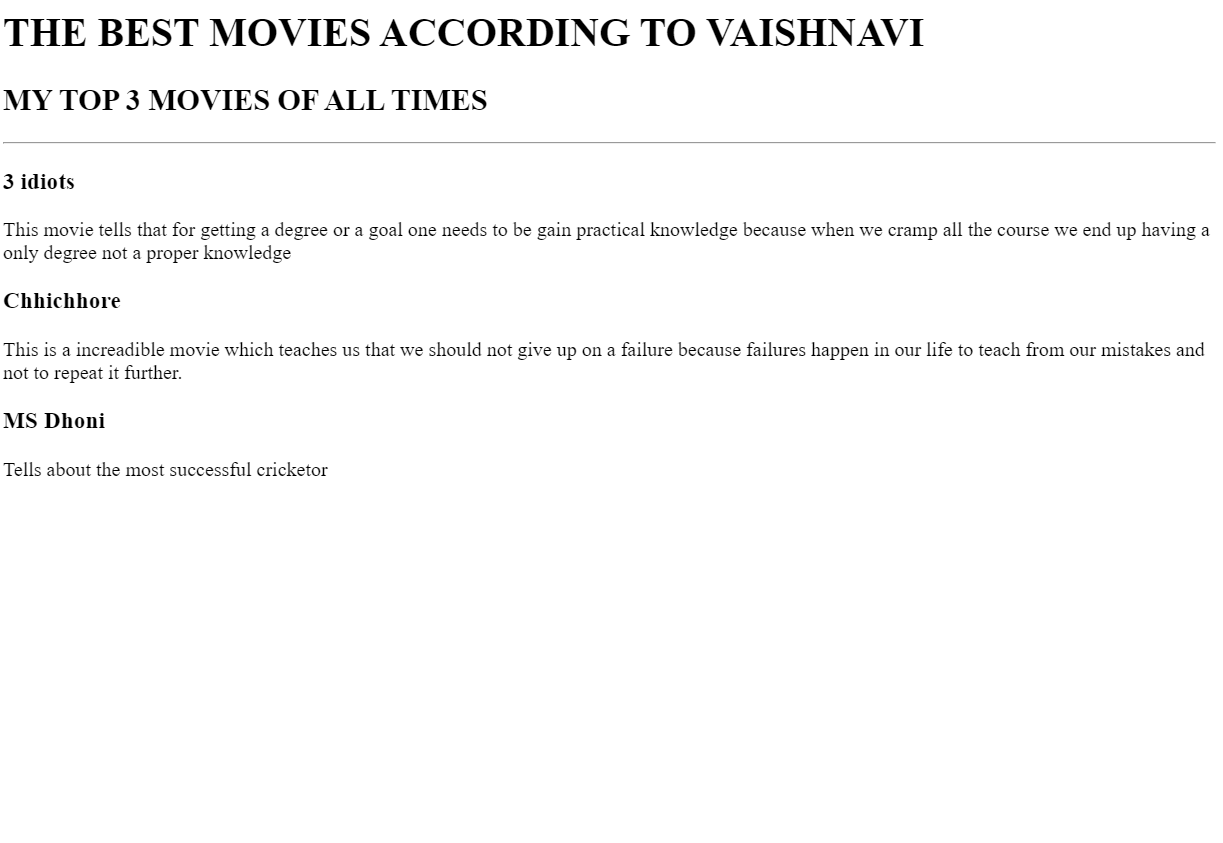 THE BEST MOVIES ACCORDING TO VAISHNAVI
MY TOP 3 MOVIES OF ALL TIMES
3 idiots
This movie tells that for getting a degree or a goal one needs to be gain practical knowledge because when we cramp all the course we end up having a
only degree not a proper knowledge
Chhichhore
This is a increadible movie which teaches us that we should not give up on a failure because failures happen in our life to teach from our mistakes and
not to repeat it further.
MS Dhoni
Tells about the most successful cricketor